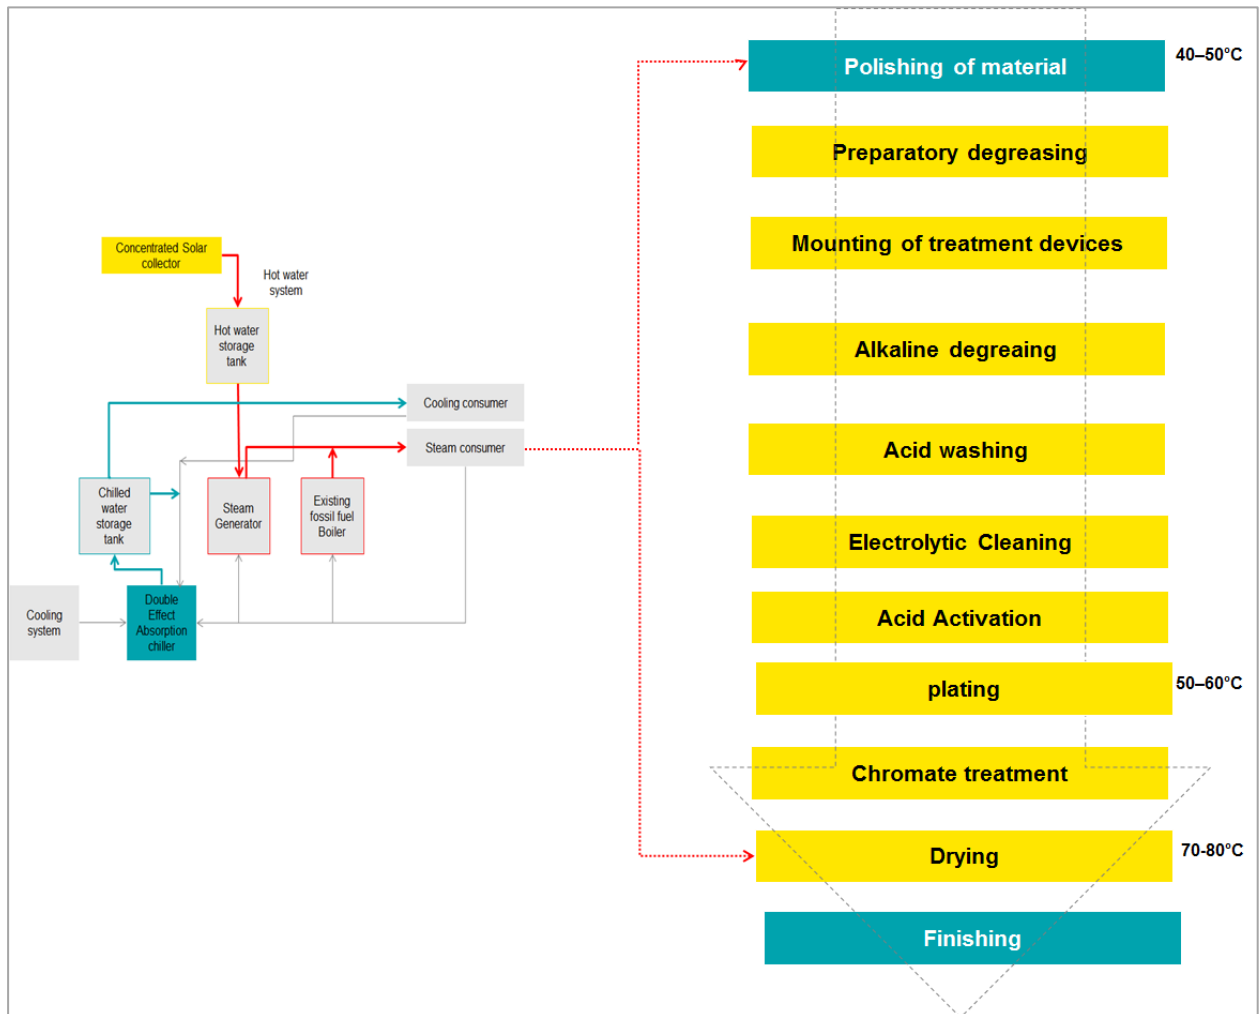 Concentrated Solar
collector
Hot water
system
Hot water
storage
tank
Cooling consumer
Steam consumer
Chilled
water
storage
tank
Steam
Generator
Existing
fossil fuel
Boiler
Cooling
system
Double
Effect
Absorption
chiller
Polishing of material
40–50°C
Preparatory degreasing
Mounting of treatment devices
Alkaline degreaing
Acid washing
Electrolytic Cleaning
Acid Activation
plating
50–60°C
Chromate treatment
Drying
70-80°C
Finishing